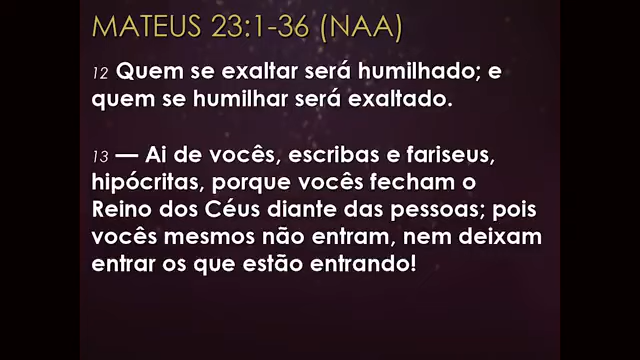 MATEUS 23:1-36 (NAA)
12 Quem se exaltar será humilhado; e
quem se humilhar será exaltado.
13 — Ai de vocês, escribas e fariseus,
hipócritas, porque vocês fecham o
Reino dos Céus diante das pessoas; pois
vocês mesmos não entram, nem deixam
entrar os que estão entrando!